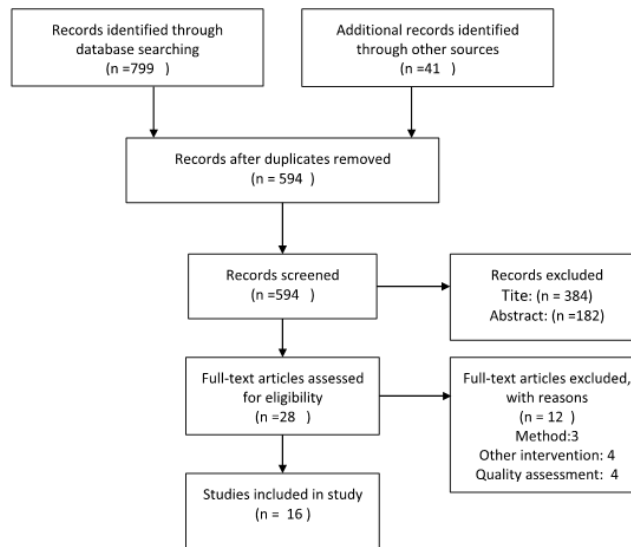 Records identified through
database searching
(n =799 )
Additional records identified
through other sources
(n =41 )
Records after duplicates removed
(n = 594 )
Records screened
(n =594 )
Records excluded
Tite: (n = 384)
Abstract: (n =182)
Full-text articles assessed
for eligibility
(n =28 )
Full-text articles excluded,
with reasons
(n = 12 )
Method:3
Other intervention: 4
Quality assessment: 4
Studies included in study
(n = 16 )